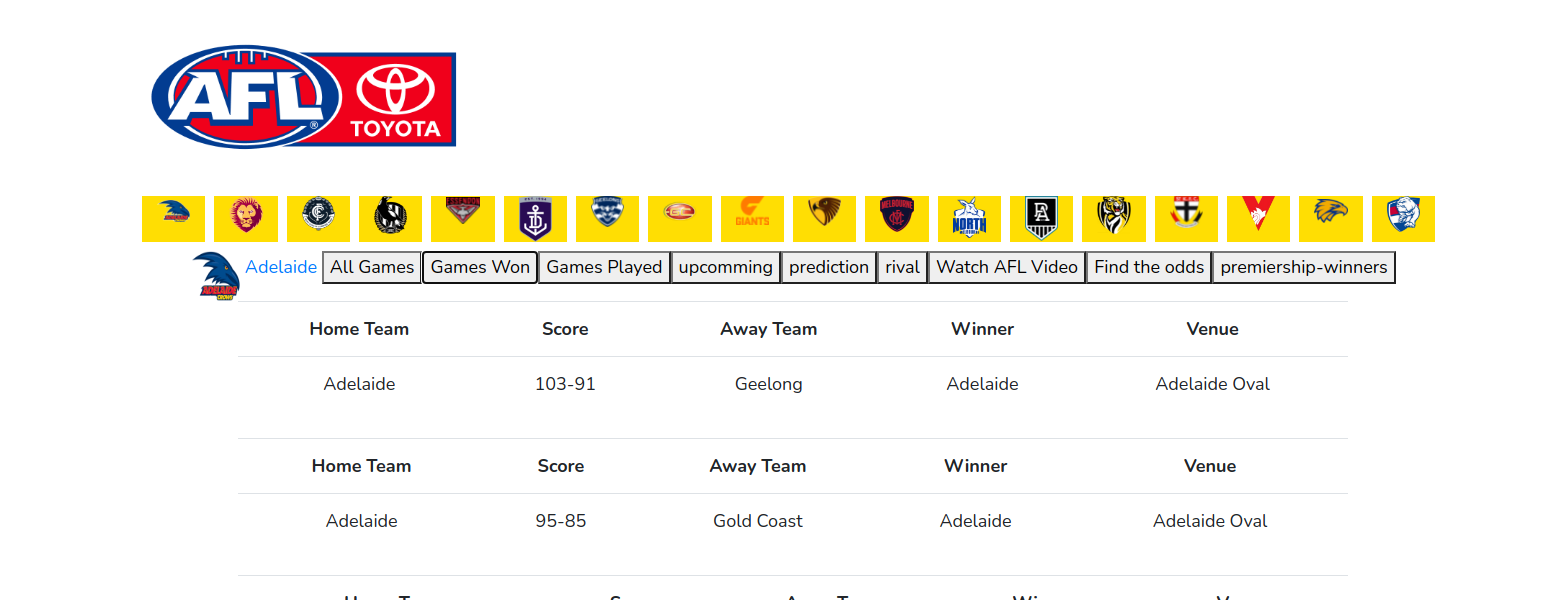 AFL TOYOTA
ESSENDON GIANTS MELBOURNE NORTH
Adelaide All Games Games Won Games Played upcomming prediction rival Watch AFL Video Find the odds premiership-winners
Home Team Score Away Team Winner Venue
Adelaide 103-91 Geelong Adelaide Adelaide Oval
Home Team Score Away Team Winner Venue
Adelaide 95-85 Gold Coast Adelaide Adelaide Oval